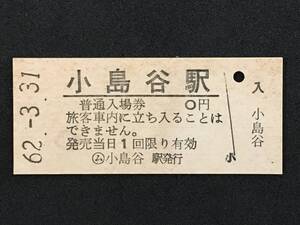 62.-3.31
小島谷駅
普通入場券 0円
旅客車内に立ち入ることは
できません。
発売当日1回限り有効
㋰小島谷 駅発行
小
入
小島谷